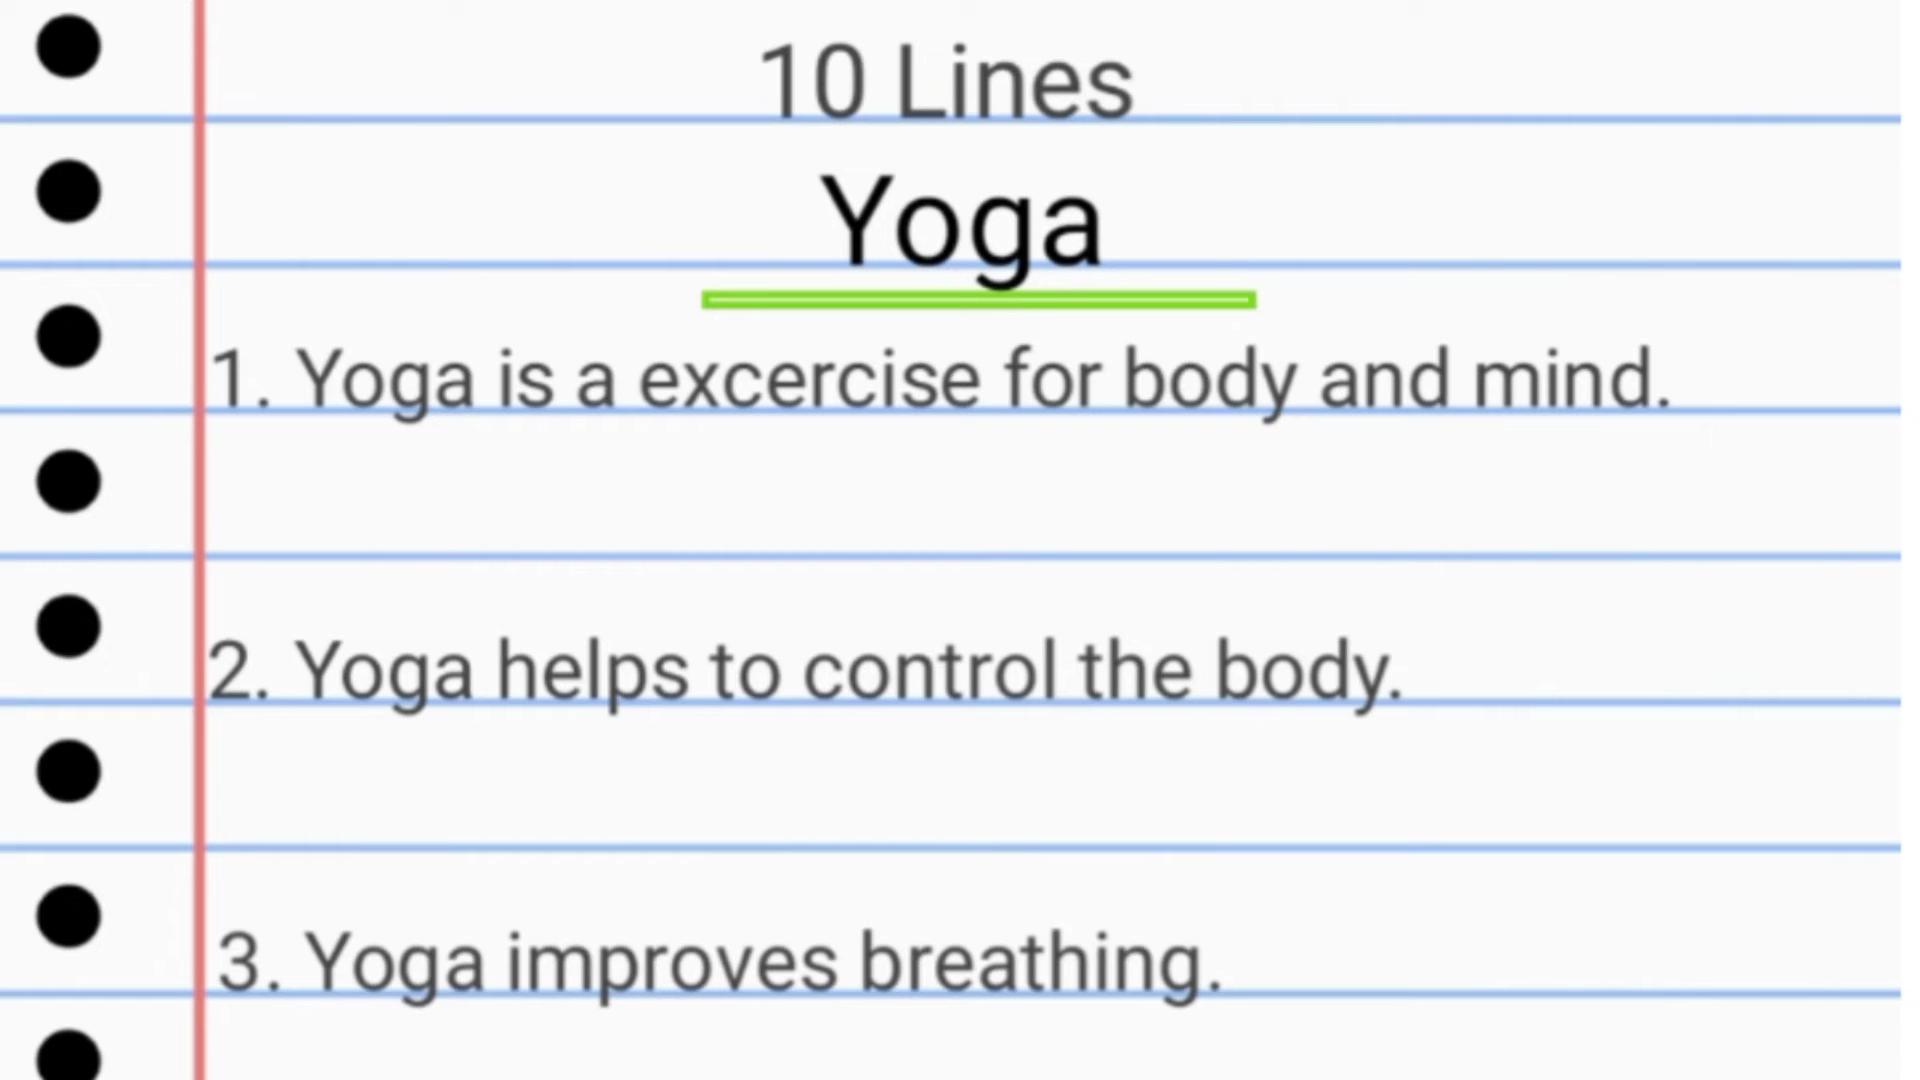 10 Lines
Yoga
1. Yoga is a excercise for body and mind.
2. Yoga helps to control the body.
3. Yoga improves breathing.